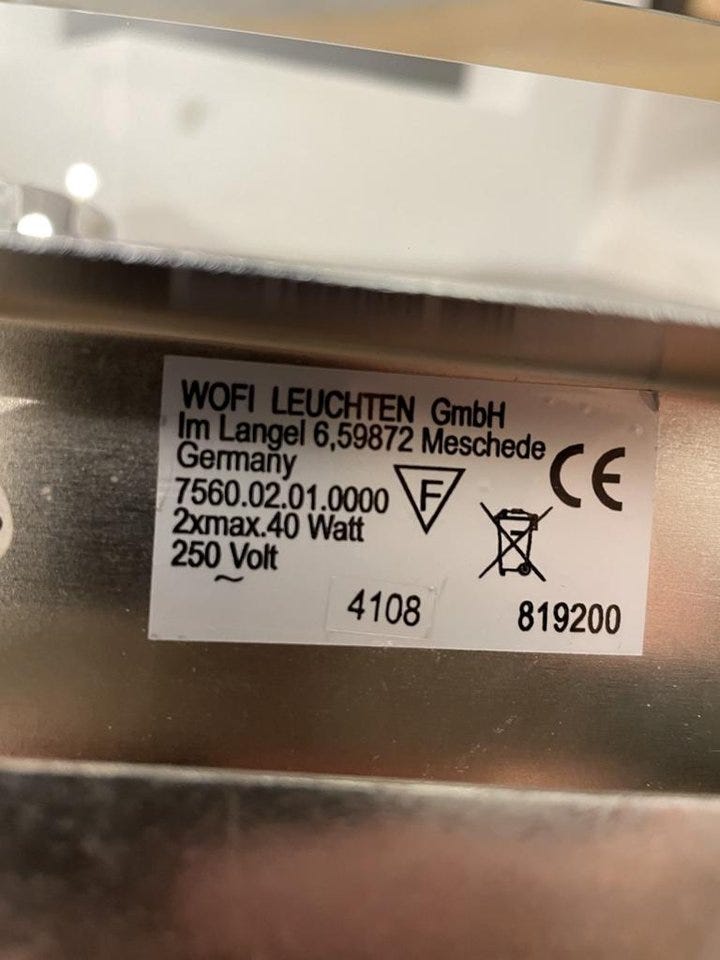 WOFI LEUCHTEN GmbH
Im Langel 6,59872 Meschede
Germany
7560.02.01.0000
2xmax.40 Watt
250 Volt
~
F
CE
4108
819200